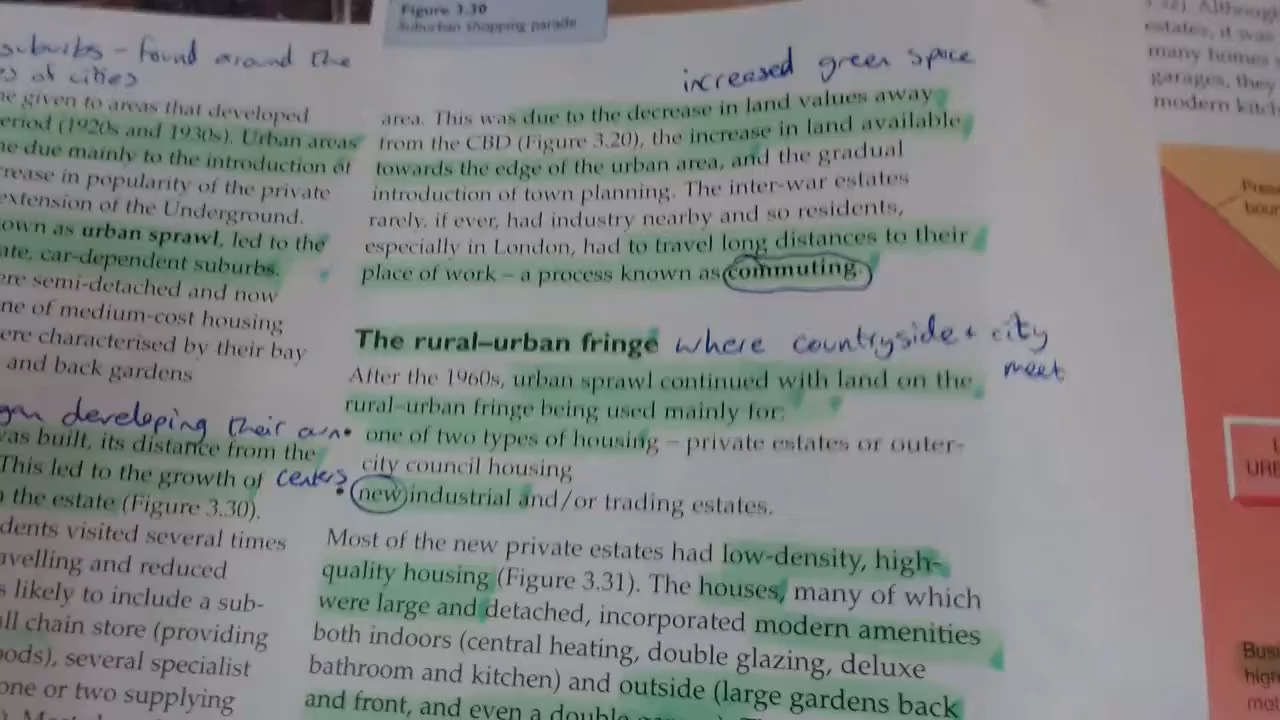 Figure 3.30
Suburban shopping parade
suburbs – found around the
of cities
given to areas that developed
(1920s and 1930s). Urban areas
due mainly to the introduction of
in popularity of the private
extension of the Underground.
own as urban sprawl, led to the
car-dependent suburbs.
semi-detached and now
of medium-cost housing
ere characterised by their bay
and back gardens
developing their own
was built, its distance from the
This led to the growth of centers
the estate (Figure 3.30).
dents visited several times
avelling and reduced
likely to include a sub-
all chain store (providing
several specialist
one or two supplying
increased green space
area. This was due to the decrease in land values away
from the CBD (Figure 3.20), the increase in land available
towards the edge of the urban area, and the gradual
introduction of town planning. The inter-war estates
rarely, if ever, had industry nearby and so residents,
especially in London, had to travel long distances to their
place of work – a process known as commuting.
The rural–urban fringe where countryside + city
meet
After the 1960s, urban sprawl continued with land on the
rural–urban fringe being used mainly for:
• one of two types of housing – private estates or outer-
city council housing
• new industrial and/or trading estates.
Most of the new private estates had low-density, high-
quality housing (Figure 3.31). The houses, many of which
were large and detached, incorporated modern amenities
both indoors (central heating, double glazing, deluxe
bathroom and kitchen) and outside (large gardens back
and front, and even a double
Although
estates, it was
many homes
garages, they
modern kitch